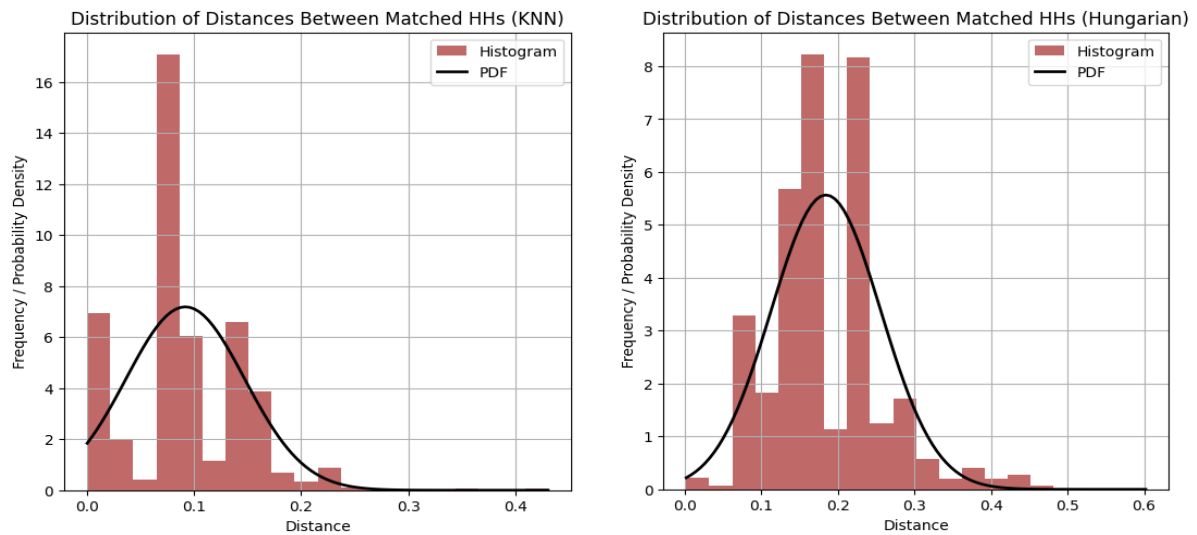 Distribution of Distances Between Matched HHs (KNN)
Histogram
PDF
16
14
12
10
8
6
4
2
0
Frequency / Probability Density
0.0 0.1 0.2 0.3 0.4
Distance
Distribution of Distances Between Matched HHs (Hungarian)
Histogram
PDF
8
7
6
5
4
3
2
1
0
Frequency / Probability Density
0.0 0.1 0.2 0.3 0.4 0.5 0.6
Distance